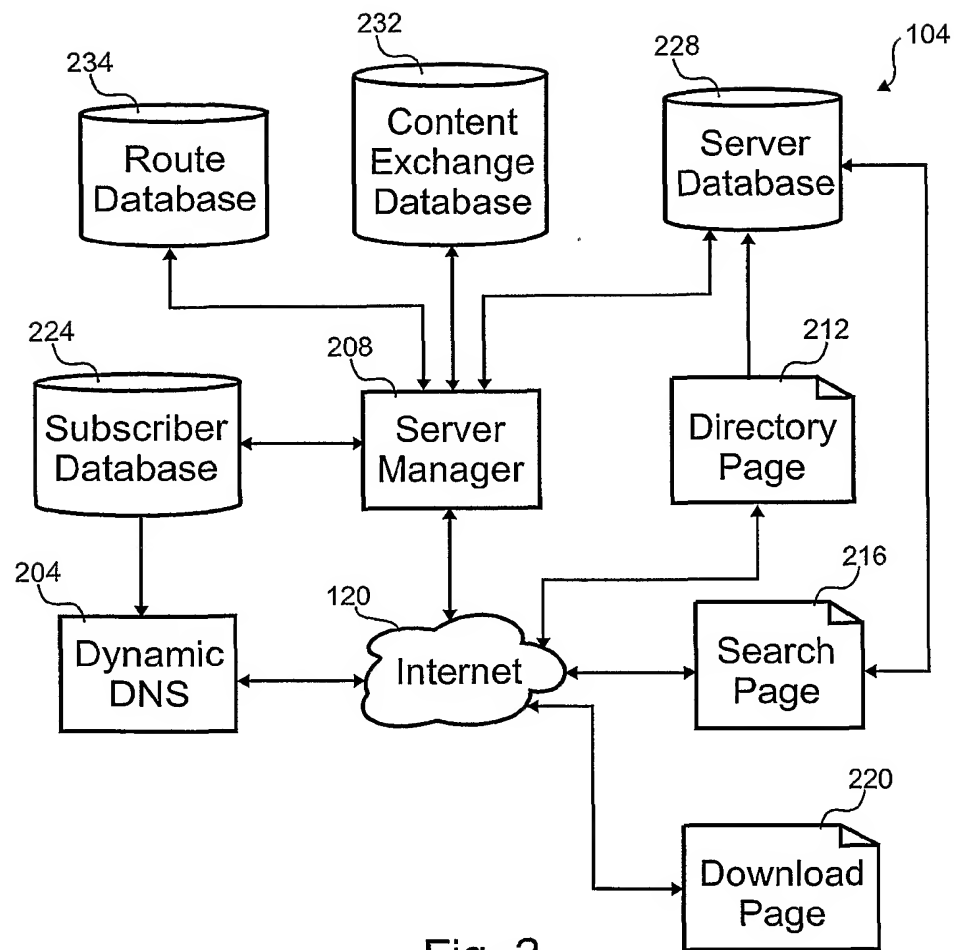 104
234
Route
Database
232
Content
Exchange
Database
228
Server
Database
224
Subscriber
Database
208
Server
Manager
212
Directory
Page
204
Dynamic
DNS
120
Internet
216
Search
Page
220
Download
Page